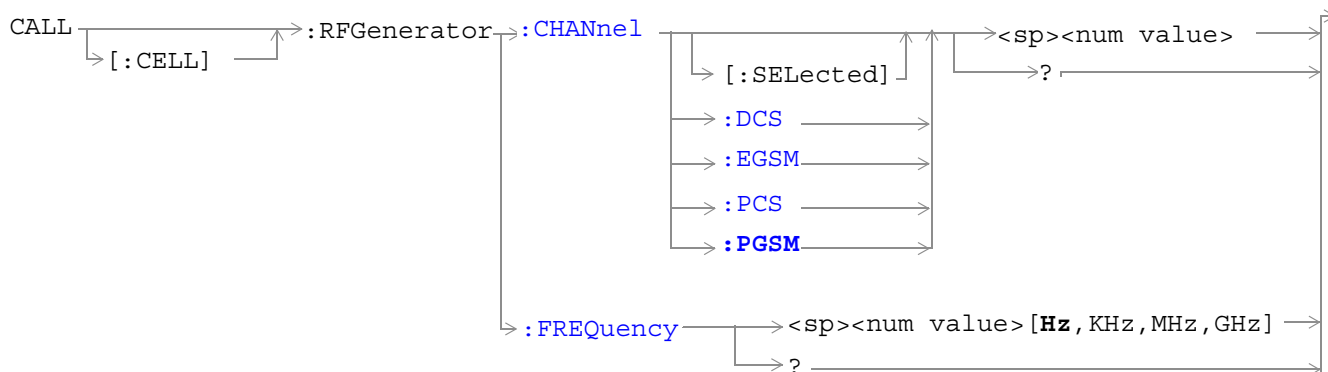 CALL :RFGenerator :CHANnel <sp><num value>
[:CELL] [:SELected] ?
:DCS
:EGSM
:PCS
:PGSM
:FREQuency <sp><num value>[Hz,KHz,MHz,GHz]
?